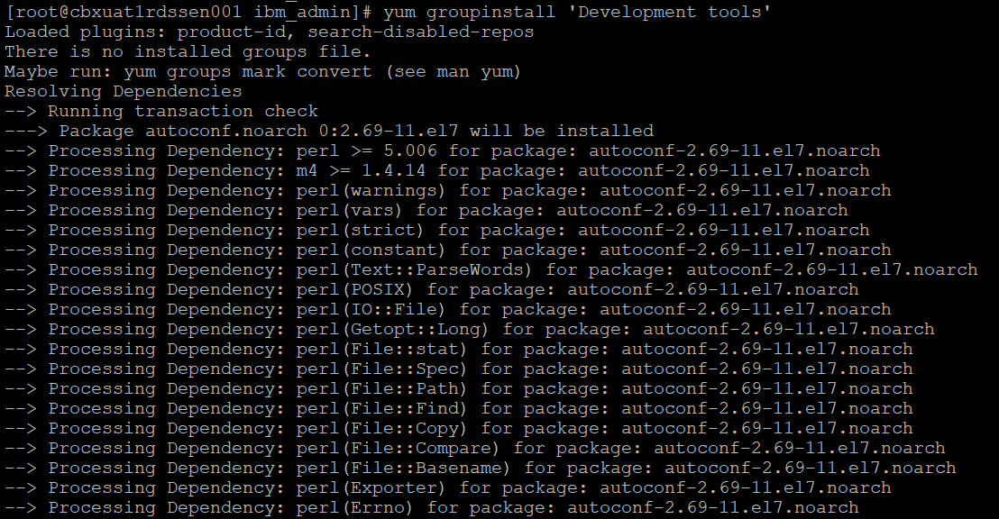 [root@cbxuat1rdssen001 ibm_admin]# yum groupinstall 'Development tools'
Loaded plugins: product-id, search-disabled-repos
There is no installed groups file.
Maybe run: yum groups mark convert (see man yum)
Resolving Dependencies
--> Running transaction check
---> Package autoconf.noarch 0:2.69-11.el7 will be installed
--> Processing Dependency: perl >= 5.006 for package: autoconf-2.69-11.el7.noarch
--> Processing Dependency: m4 >= 1.4.14 for package: autoconf-2.69-11.el7.noarch
--> Processing Dependency: perl(warnings) for package: autoconf-2.69-11.el7.noarch
--> Processing Dependency: perl(vars) for package: autoconf-2.69-11.el7.noarch
--> Processing Dependency: perl(strict) for package: autoconf-2.69-11.el7.noarch
--> Processing Dependency: perl(constant) for package: autoconf-2.69-11.el7.noarch
--> Processing Dependency: perl(Text::ParseWords) for package: autoconf-2.69-11.el7.noarch
--> Processing Dependency: perl(POSIX) for package: autoconf-2.69-11.el7.noarch
--> Processing Dependency: perl(IO::File) for package: autoconf-2.69-11.el7.noarch
--> Processing Dependency: perl(Getopt::Long) for package: autoconf-2.69-11.el7.noarch
--> Processing Dependency: perl(File::stat) for package: autoconf-2.69-11.el7.noarch
--> Processing Dependency: perl(File::Spec) for package: autoconf-2.69-11.el7.noarch
--> Processing Dependency: perl(File::Path) for package: autoconf-2.69-11.el7.noarch
--> Processing Dependency: perl(File::Find) for package: autoconf-2.69-11.el7.noarch
--> Processing Dependency: perl(File::Copy) for package: autoconf-2.69-11.el7.noarch
--> Processing Dependency: perl(File::Compare) for package: autoconf-2.69-11.el7.noarch
--> Processing Dependency: perl(File::Basename) for package: autoconf-2.69-11.el7.noarch
--> Processing Dependency: perl(Exporter) for package: autoconf-2.69-11.el7.noarch
--> Processing Dependency: perl(Errno) for package: autoconf-2.69-11.el7.noarch